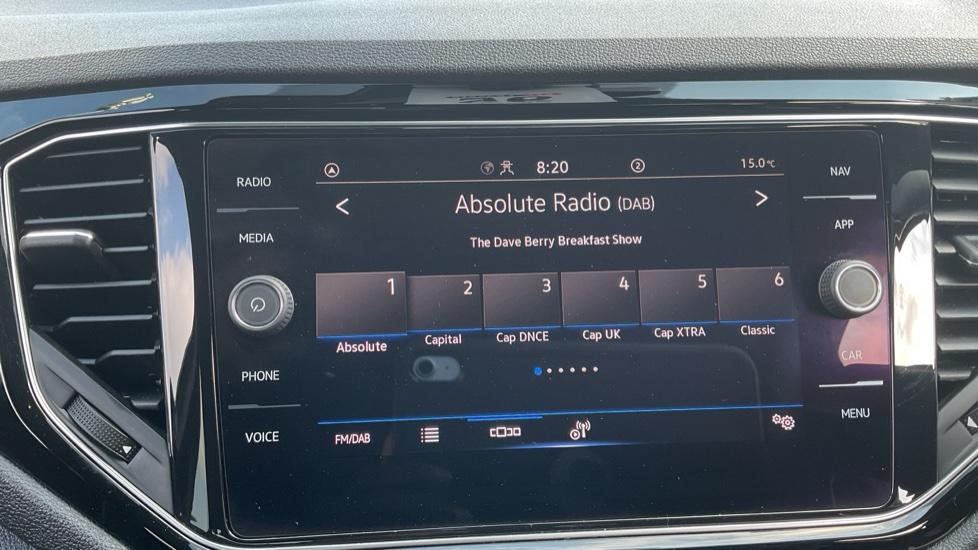 8:20
2
15.0°C
RADIO
NAV
Absolute Radio (DAB)
APP
MEDIA
The Dave Berry Breakfast Show
1 2 3 4 5 6
Absolute Capital Cap DNCE Cap UK Cap XTRA Classic
PHONE
CAR
VOICE
FM/DAB
MENU